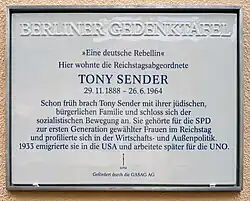 BERLINER GEDENKTAFEL
»Eine deutsche Rebellin«
Hier wohnte die Reichstagsabgeordnete
TONY SENDER
29.11.1888 – 26.6.1964
Schon früh brach Tony Sender mit ihrer jüdischen,
bürgerlichen Familie und schloss sich der
sozialistischen Bewegung an. Sie gehörte für die SPD
zur ersten Generation gewählter Frauen im Reichstag
und profilierte sich in der Wirtschafts- und Außenpolitik.
1933 emigrierte sie in die USA und arbeitete später für die UNO.
Gefördert durch die GASAG AG